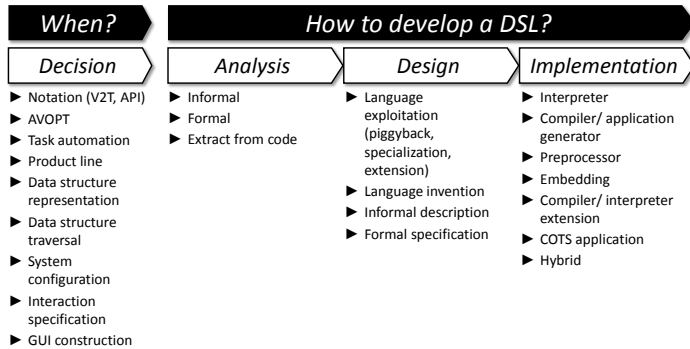 When?
How to develop a DSL?
Decision
Analysis
Design
Implementation
► Notation (V2T, API)
► AVOPT
► Task automation
► Product line
► Data structure
representation
► Data structure
traversal
► System
configuration
► Interaction
specification
► GUI construction
► Informal
► Formal
► Extract from code
► Language
exploitation
(piggyback,
specialization,
extension)
► Language invention
► Informal description
► Formal specification
► Interpreter
► Compiler/ application
generator
► Preprocessor
► Embedding
► Compiler/ interpreter
extension
► COTS application
► Hybrid